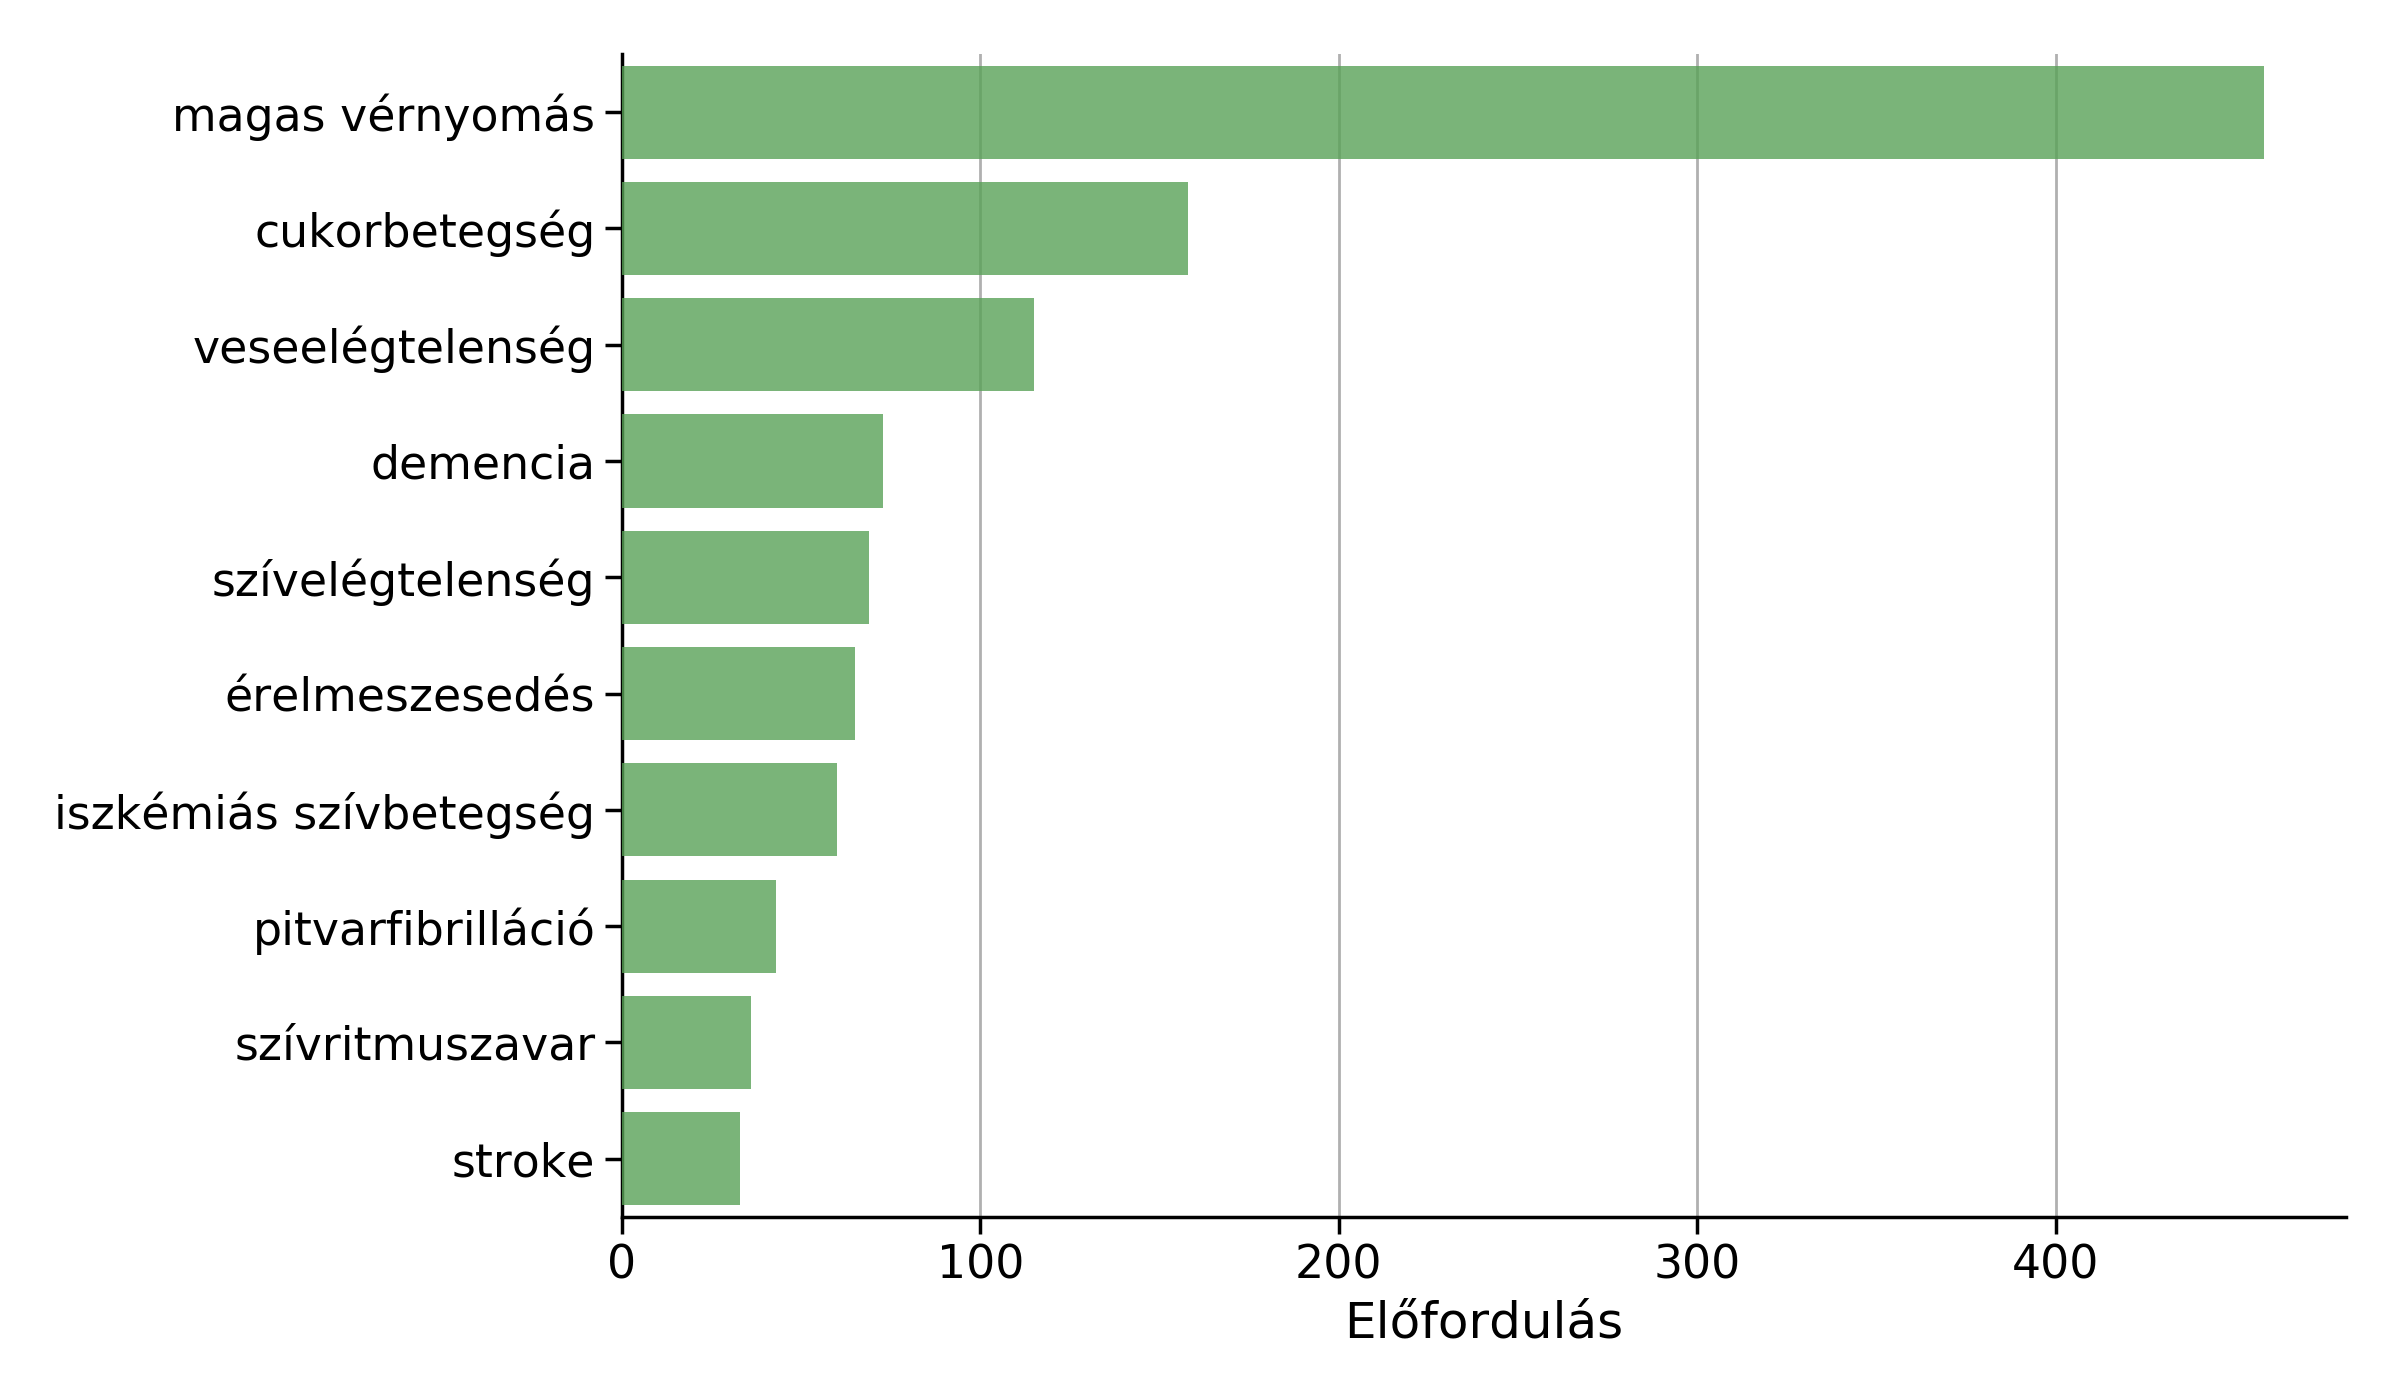 magas vérnyomás
cukorbetegség
veseelégtelenség
demencia
szívelégtelenség
érelmeszesedés
iszkémiás szívbetegség
pitvarfibrilláció
szívritmuszavar
stroke
0 100 200 300 400
Előfordulás